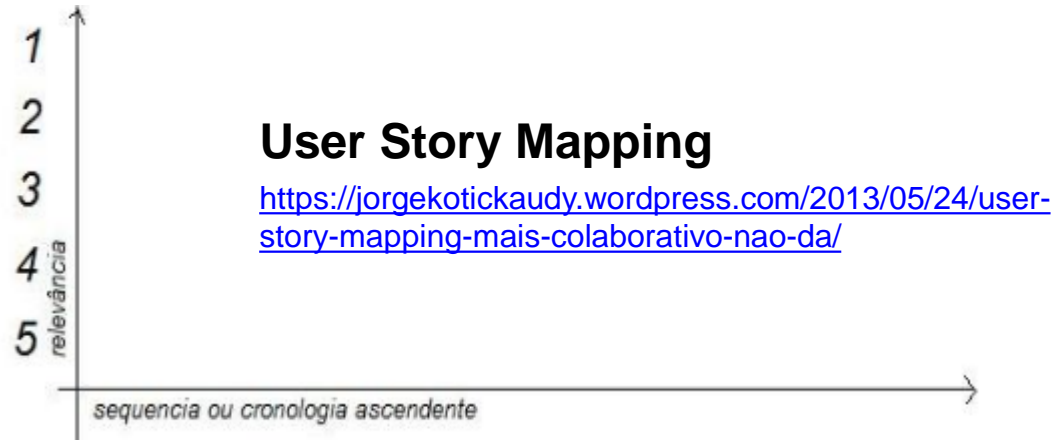 1
2
User Story Mapping
3
https://jorgekotickaudy.wordpress.com/2013/05/24/user-
story-mapping-mais-colaborativo-nao-da/
4
relevância
5
sequencia ou cronologia ascendente